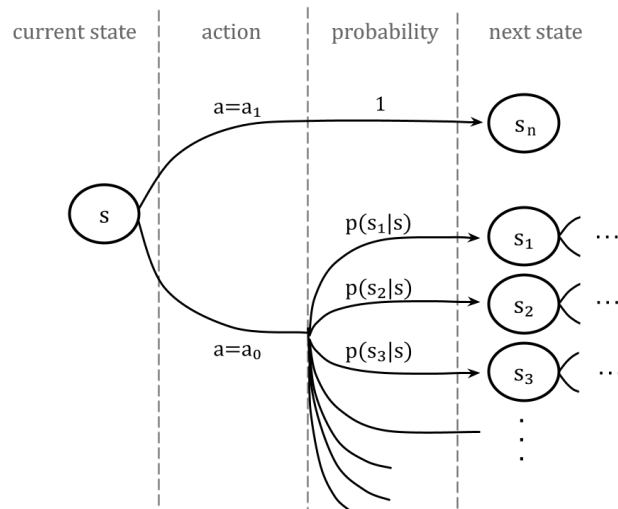 current state
action
probability
next state
a=a₁
1
sₙ
s
p(s₁|s)
s₁
...
p(s₂|s)
s₂
...
a=a₀
p(s₃|s)
s₃
...